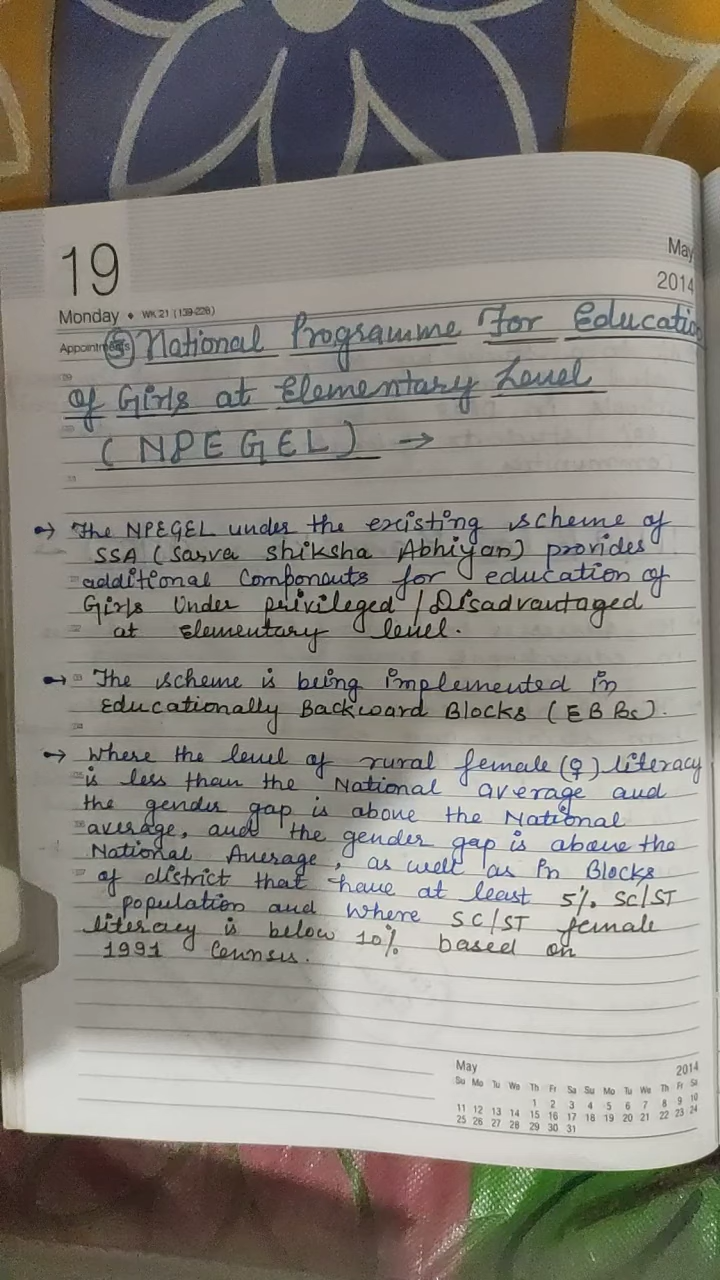 19
May
2014
Monday • WK 21 (139-226)
Appointments
③ National Programme For Educatio
of Girls at Elementary Level
( NPEGEL ) →
→ The NPEGEL under the existing scheme of
SSA (Sarva Shiksha Abhiyan) provides
additional Componauts for education of
Girls Under privileged / Disadvantaged
at Elementary level.
→ The scheme is being implemented in
Educationally Backward Blocks (EBBs).
→ Where the level of rural female (♀) literacy
is less than the National average and
the gender gap is above the National
average, and the gender gap is above the
National Average, as well as in Blocks
of district that have at least 5% SC/ST
population and Where SC/ST female
literacy is below 10% based on
1991 Census.
May 2014
Su Mo Tu We Th Fr Sa Su Mo Tu We Th Fr Sa
1 2 3 4 5 6 7 8 9 10
11 12 13 14 15 16 17 18 19 20 21 22 23 24
25 26 27 28 29 30 31